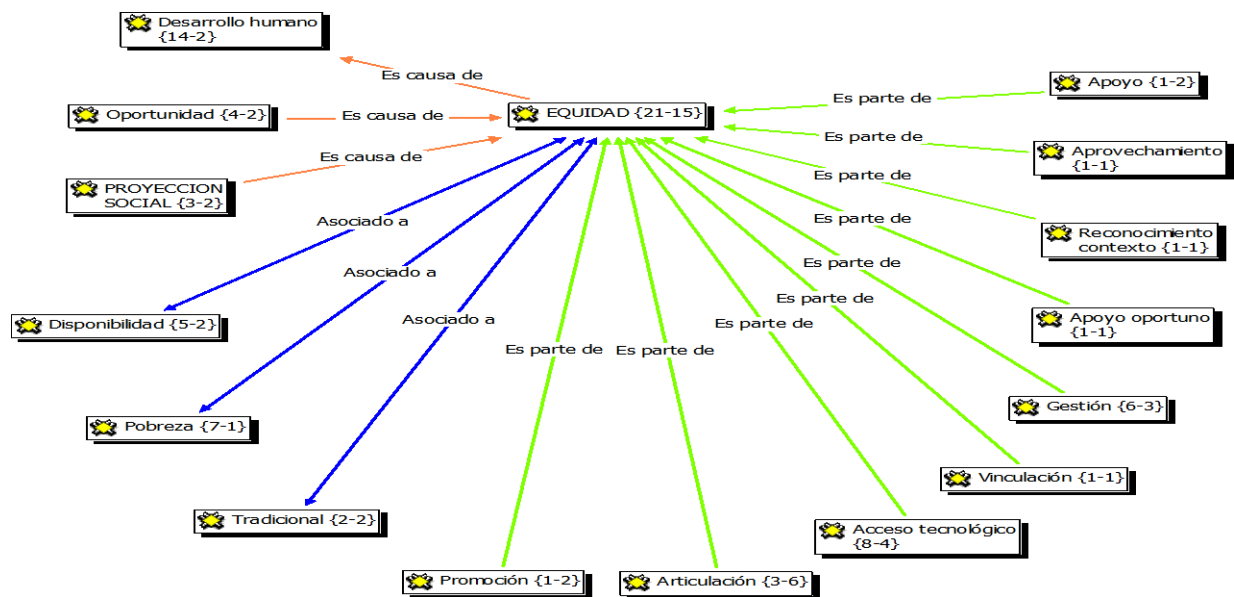 Desarrollo humano
{14-2}
Es causa de
Apoyo {1-2}
Es parte de
Oportunidad {4-2}
Es causa de
EQUIDAD {21-15}
Es parte de
Aprovechamiento
{1-1}
Es causa de
PROYECCION
SOCIAL {3-2}
Es parte de
Asociado a
Es parte de
Reconocimiento
contexto {1-1}
Asociado a
Es parte de
Disponibilidad {5-2}
Asociado a
Es parte de
Apoyo oportuno
{1-1}
Es parte de
Es parte de
Es parte de
Gestión {6-3}
Pobreza {7-1}
Vinculación {1-1}
Tradicional {2-2}
Acceso tecnológico
{8-4}
Promoción {1-2}
Articulación {3-6}